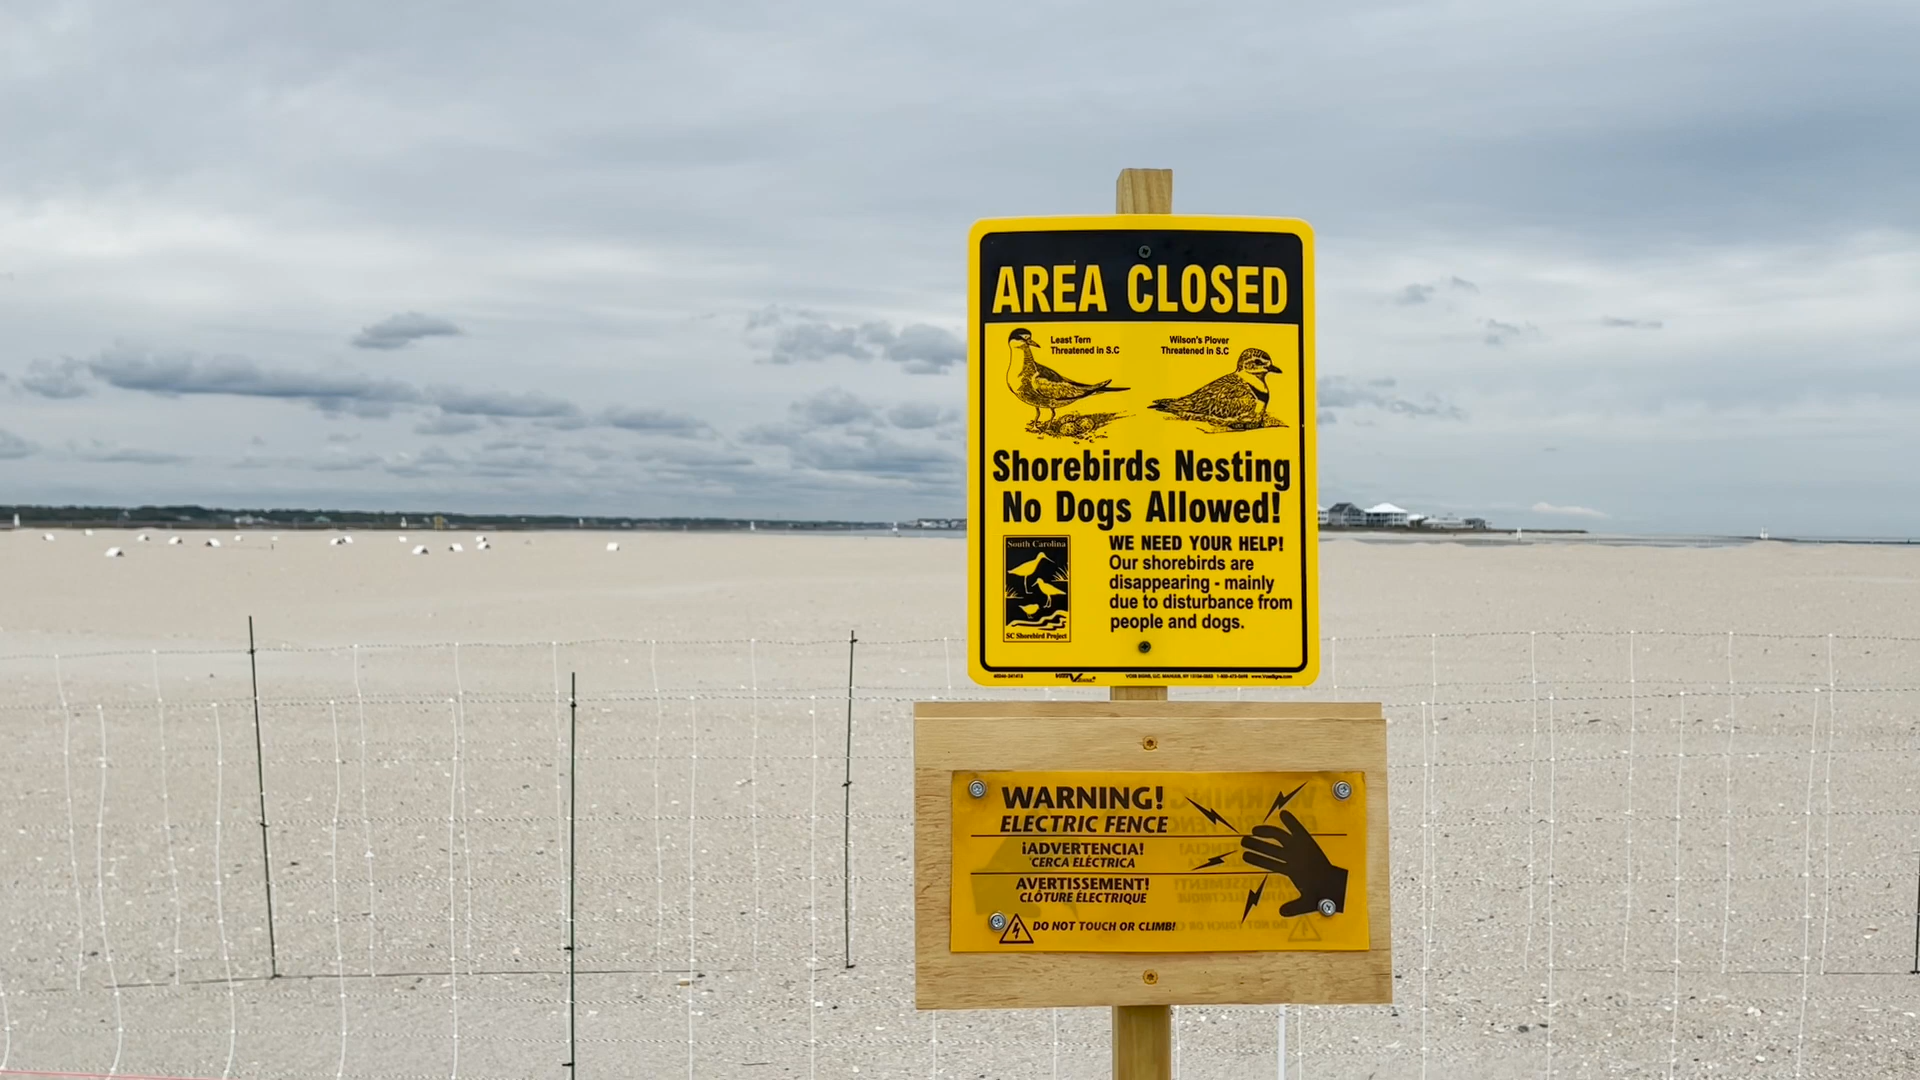 AREA CLOSED
Least Tern
Threatened in S.C
Wilson's Plover
Threatened in S.C
Shorebirds Nesting
No Dogs Allowed!
South Carolina
SC Shorebird Project
WE NEED YOUR HELP!
Our shorebirds are
disappearing - mainly
due to disturbance from
people and dogs.
WARNING!
ELECTRIC FENCE
¡ADVERTENCIA!
CERCA ELÉCTRICA
AVERTISSEMENT!
CLÔTURE ÉLECTRIQUE
DO NOT TOUCH OR CLIMB!